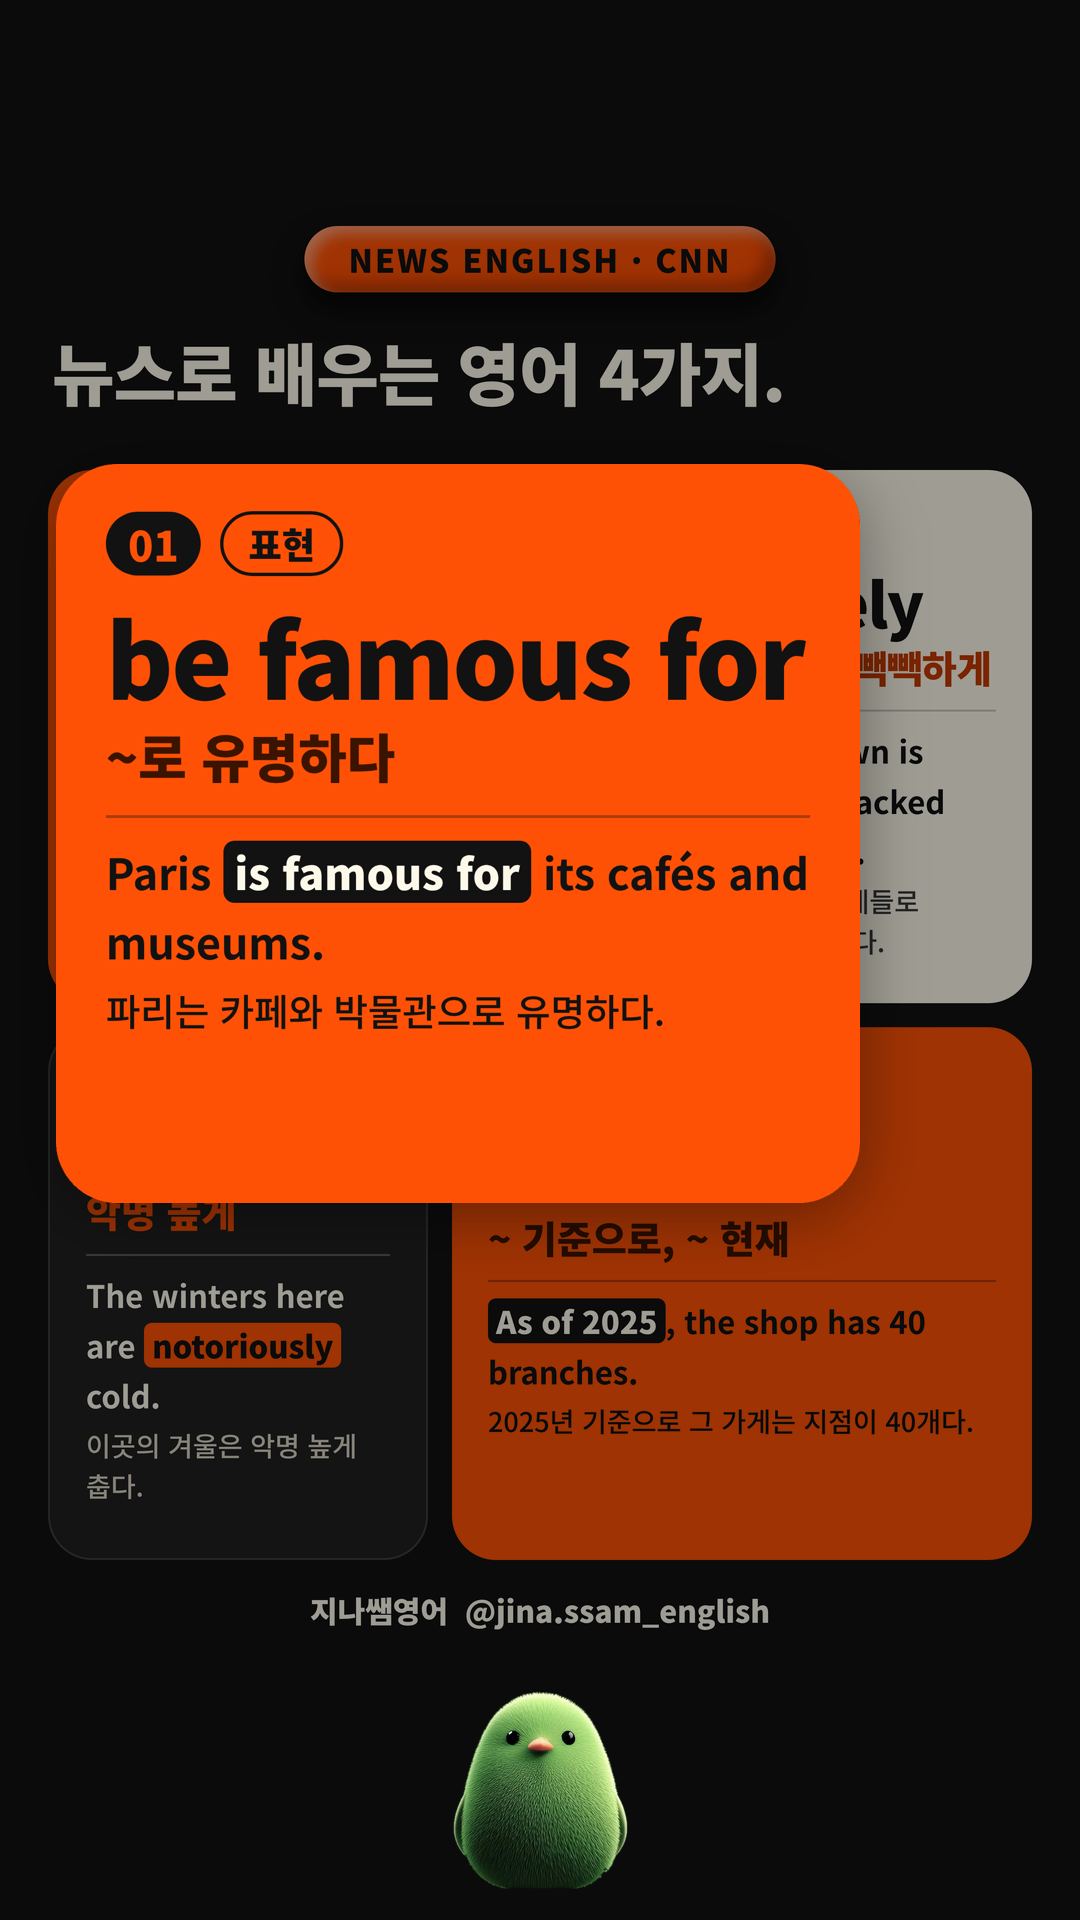 NEWS ENGLISH · CNN
뉴스로 배우는 영어 4가지.
01 표현
be famous for
~로 유명하다
Paris is famous for its cafés and
museums.
파리는 카페와 박물관으로 유명하다.
빽빽하게
is
악명 높게
The winters here
are notoriously
cold.
이곳의 겨울은 악명 높게
춥다.
~ 기준으로, ~ 현재
As of 2025, the shop has 40
branches.
2025년 기준으로 그 가게는 지점이 40개다.
지나쌤영어 @jina.ssam_english